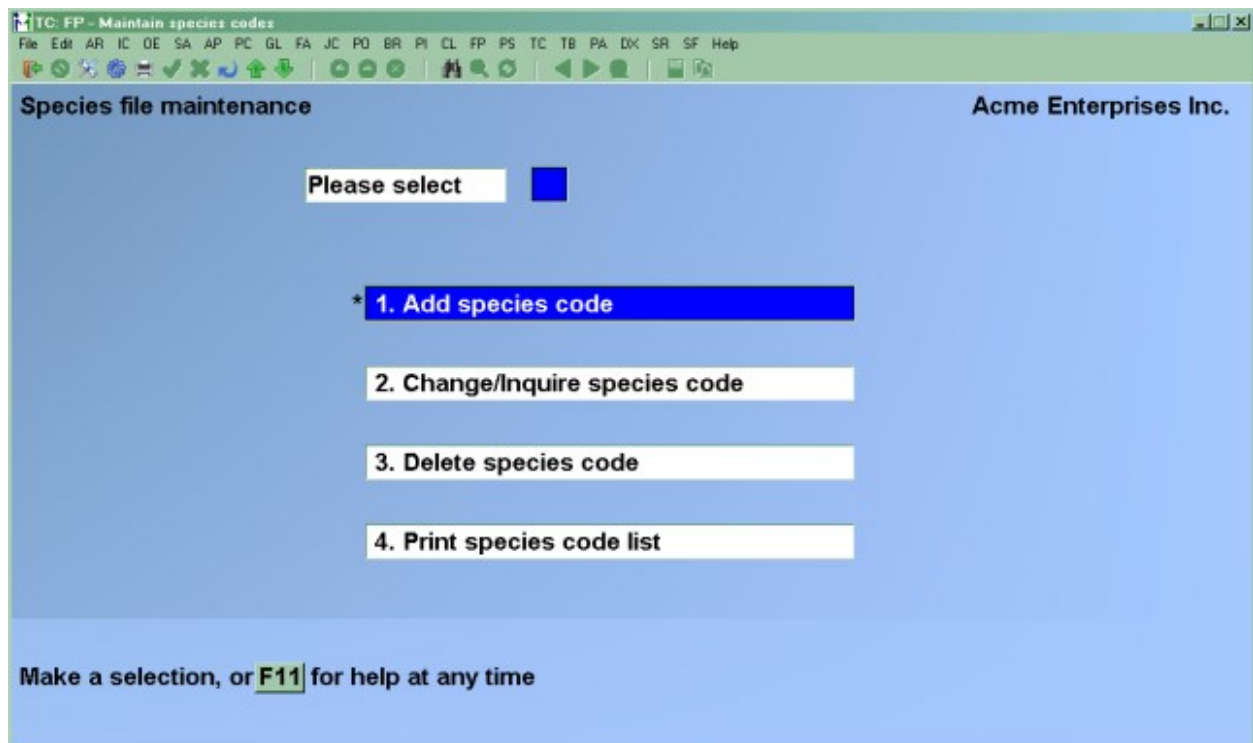 TC: FP - Maintain species codes
File Edit AR IC OE SA AP PC GL FA JC PO BR PI CL FP PS TC TB PA DX SR SF Help
Species file maintenance Acme Enterprises Inc.
Please select
* 1. Add species code
2. Change/Inquire species code
3. Delete species code
4. Print species code list
Make a selection, or F11 for help at any time